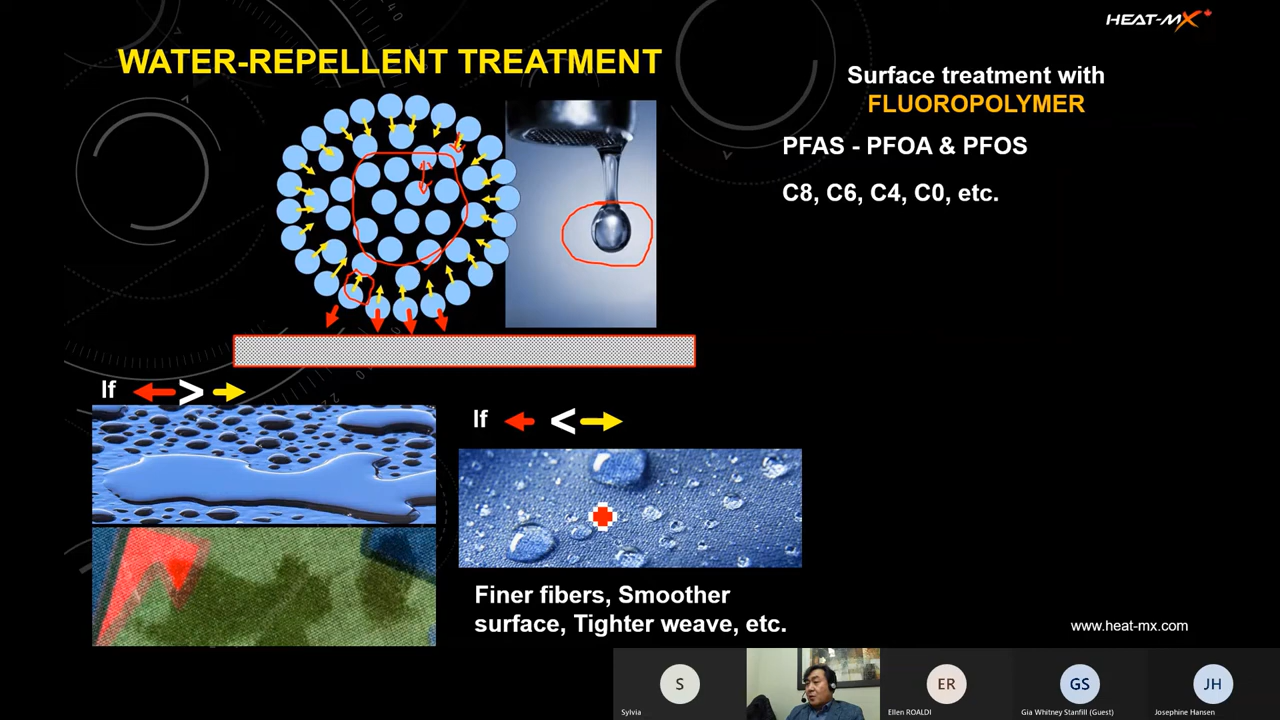 HEAT-MX
WATER-REPELLENT TREATMENT
Surface treatment with
FLUOROPOLYMER
PFAS - PFOA & PFOS
C8, C6, C4, C0, etc.
If >
If <
Finer fibers, Smoother
surface, Tighter weave, etc.
www.heat-mx.com
S
ER
GS
JH
Sylvia
Ellen ROALDI
Gia Whitney Stanfill (Guest)
Josephine Hansen